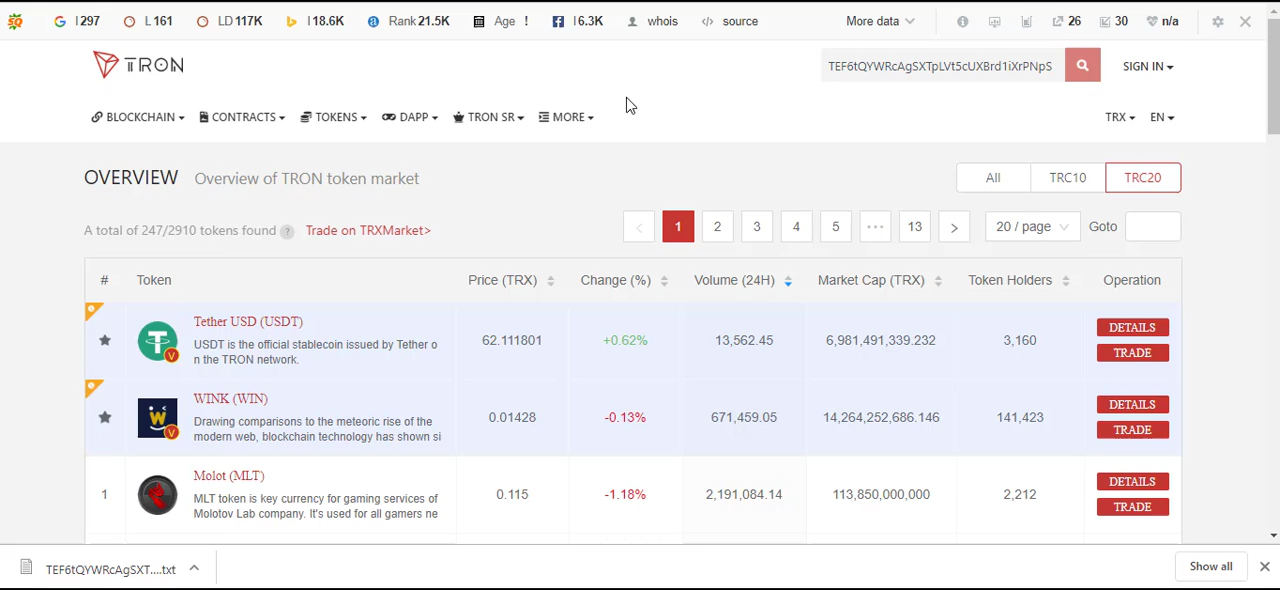 SQ I 297 L 161 LD 117K I 18.6K Rank 21.5K Age ! I 6.3K whois source More data 26 30 n/a
TRON TEF6tQYWRcAgSXTpLVt5cUXBrd1iXrPNpS SIGN IN
BLOCKCHAIN CONTRACTS TOKENS DAPP TRON SR MORE TRX EN
OVERVIEW Overview of TRON token market All TRC10 TRC20
A total of 247/2910 tokens found ? Trade on TRXMarket> < 1 2 3 4 5 ••• 13 > 20 / page Goto
# Token Price (TRX) Change (%) Volume (24H) Market Cap (TRX) Token Holders Operation
Tether USD (USDT)
USDT is the official stablecoin issued by Tether o
n the TRON network.
62.111801 +0.62% 13,562.45 6,981,491,339.232 3,160
DETAILS
TRADE
WINK (WIN)
Drawing comparisons to the meteoric rise of the
modern web, blockchain technology has shown si
0.01428 -0.13% 671,459.05 14,264,252,686.146 141,423
DETAILS
TRADE
1
Molot (MLT)
MLT token is key currency for gaming services of
Molotov Lab company. It's used for all gamers ne
0.115 -1.18% 2,191,084.14 113,850,000,000 2,212
DETAILS
TRADE
TEF6tQYWRcAgSXT....txt Show all